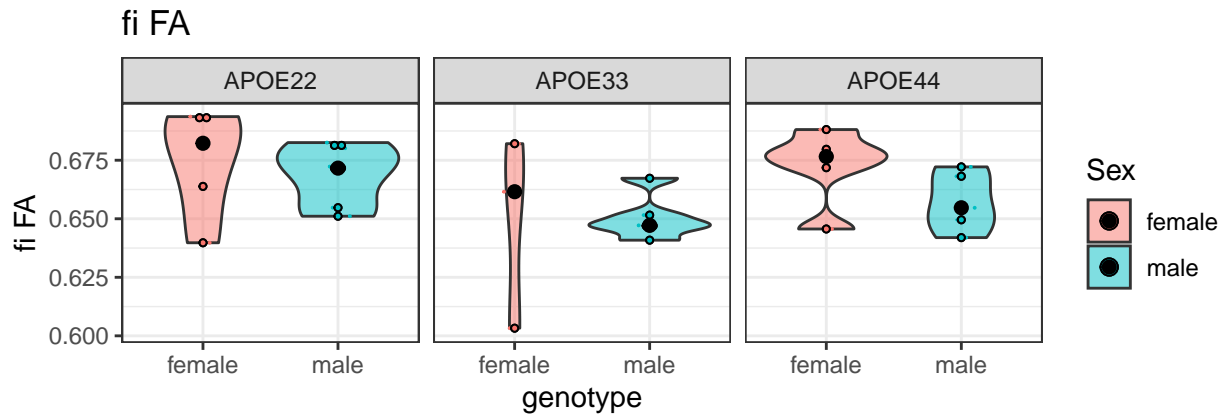 fi FA
APOE22 APOE33 APOE44
0.675
0.650
0.625
0.600
fi FA
female male female male female male
genotype
Sex
female
male